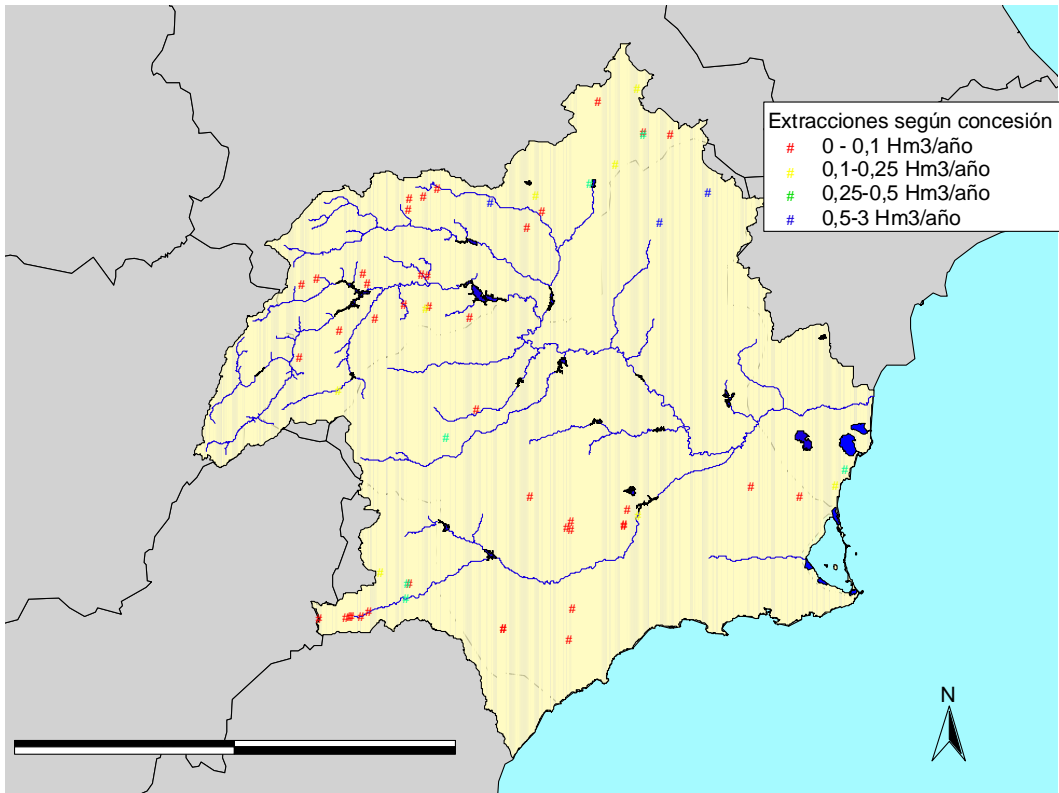 Extracciones según concesión
# 0 - 0,1 Hm3/año
# 0,1-0,25 Hm3/año
# 0,25-0,5 Hm3/año
# 0,5-3 Hm3/año
N